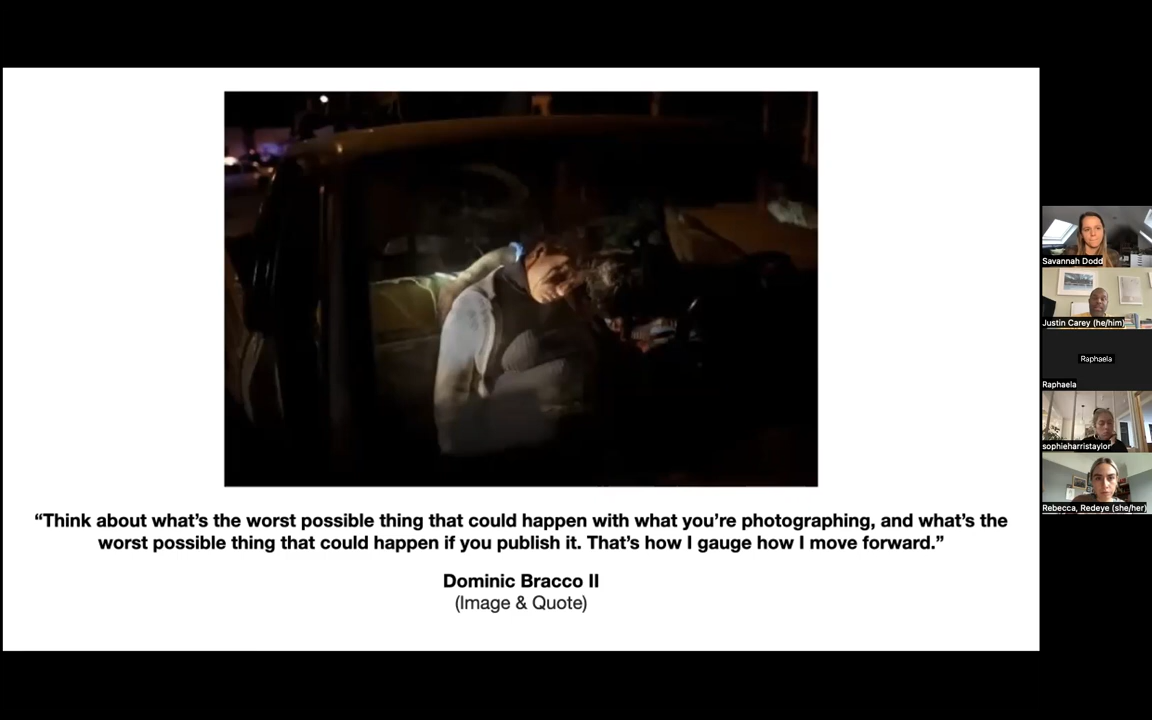 “Think about what’s the worst possible thing that could happen with what you’re photographing, and what’s the
worst possible thing that could happen if you publish it. That’s how I gauge how I move forward.”
Dominic Bracco II
(Image & Quote)
Savannah Dodd
Justin Carey (he/him)
Raphaela
Raphaela
sophieharristaylor
Rebecca, Redeye (she/her)